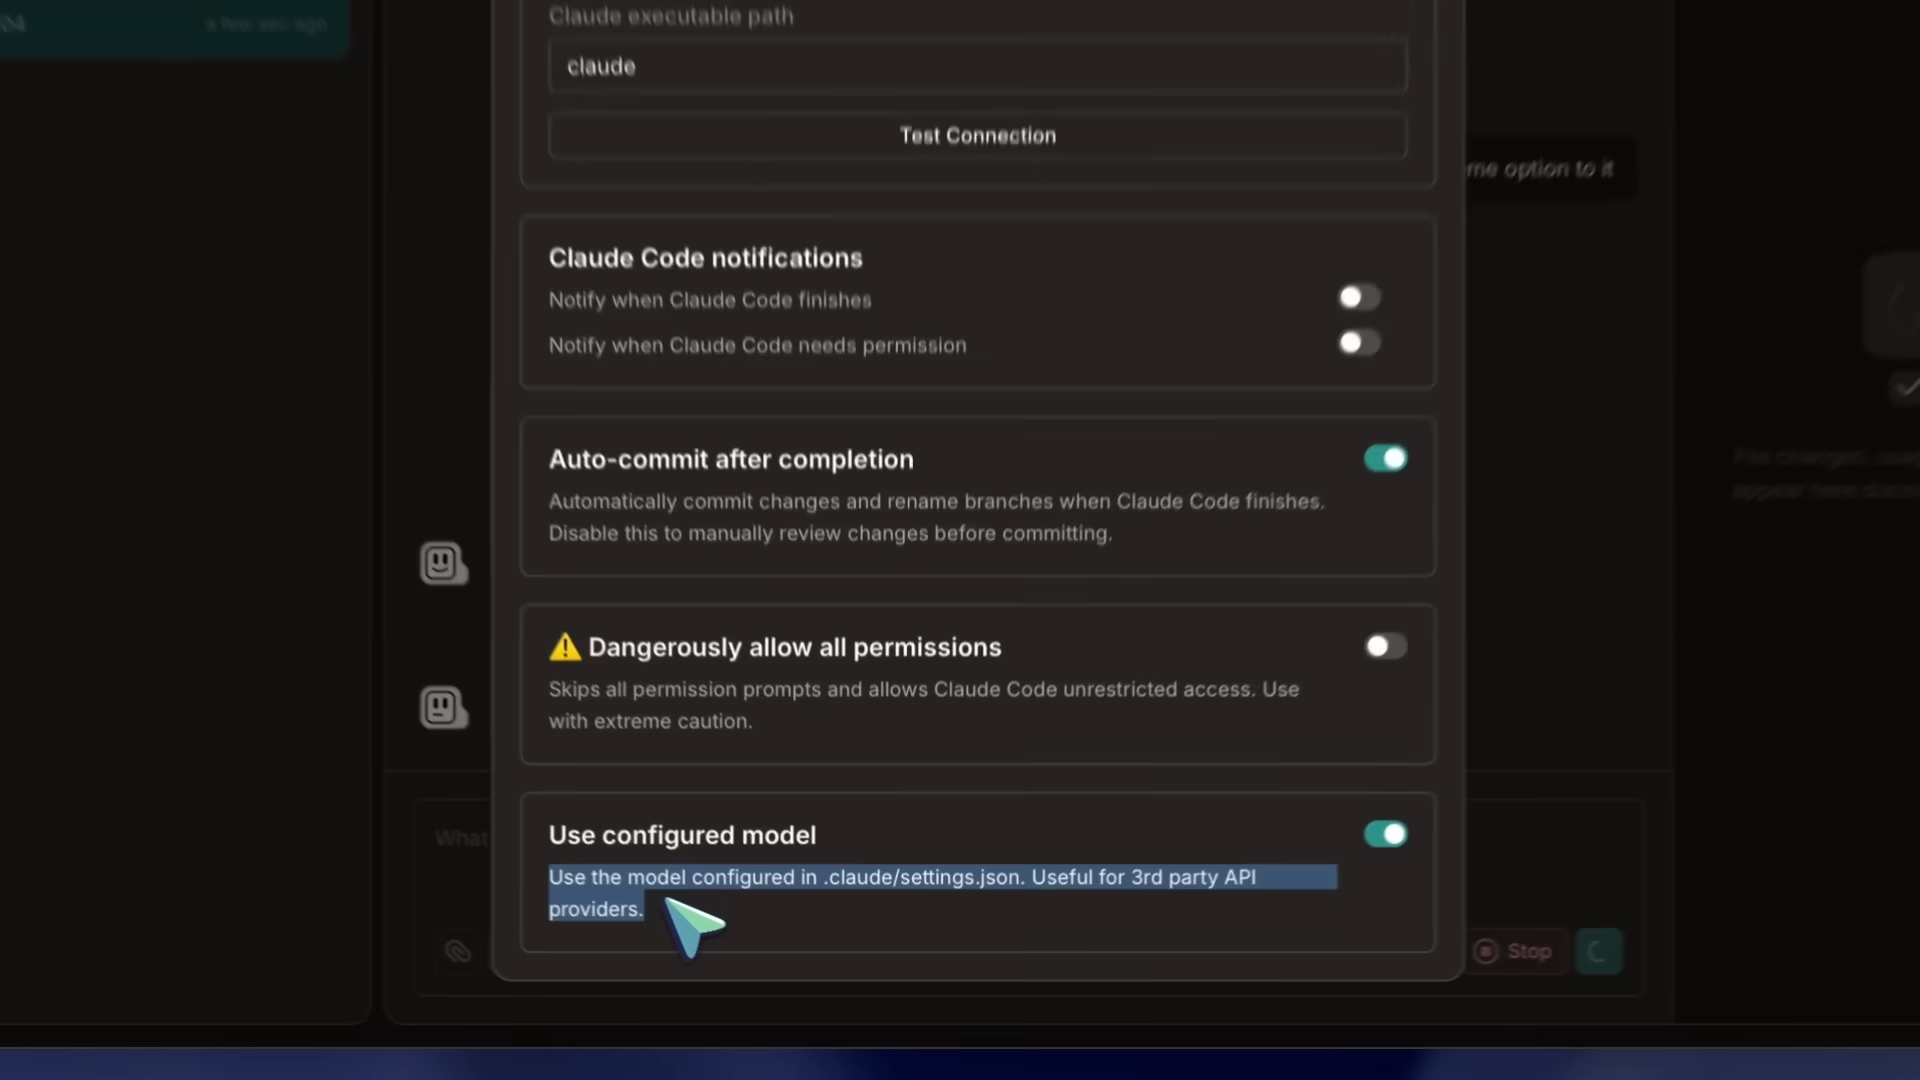 a few sec ago
Claude executable path
claude
Test Connection
me option to it
Claude Code notifications
Notify when Claude Code finishes
Notify when Claude Code needs permission
Auto-commit after completion
Automatically commit changes and rename branches when Claude Code finishes.
Disable this to manually review changes before committing.
Dangerously allow all permissions
Skips all permission prompts and allows Claude Code unrestricted access. Use
with extreme caution.
What
Use configured model
Use the model configured in .claude/settings.json. Useful for 3rd party API
providers.
Stop